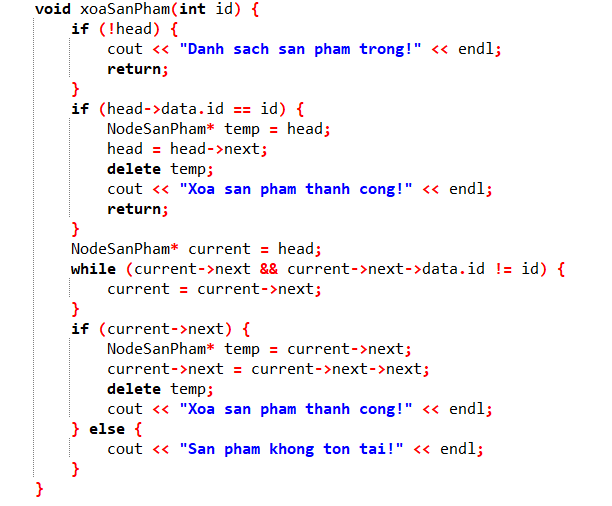 void xoaSanPham(int id) {
    if (!head) {
        cout << "Danh sach san pham trong!" << endl;
        return;
    }
    if (head->data.id == id) {
        NodeSanPham* temp = head;
        head = head->next;
        delete temp;
        cout << "Xoa san pham thanh cong!" << endl;
        return;
    }
    NodeSanPham* current = head;
    while (current->next && current->next->data.id != id) {
        current = current->next;
    }
    if (current->next) {
        NodeSanPham* temp = current->next;
        current->next = current->next->next;
        delete temp;
        cout << "Xoa san pham thanh cong!" << endl;
    } else {
        cout << "San pham khong ton tai!" << endl;
    }
}